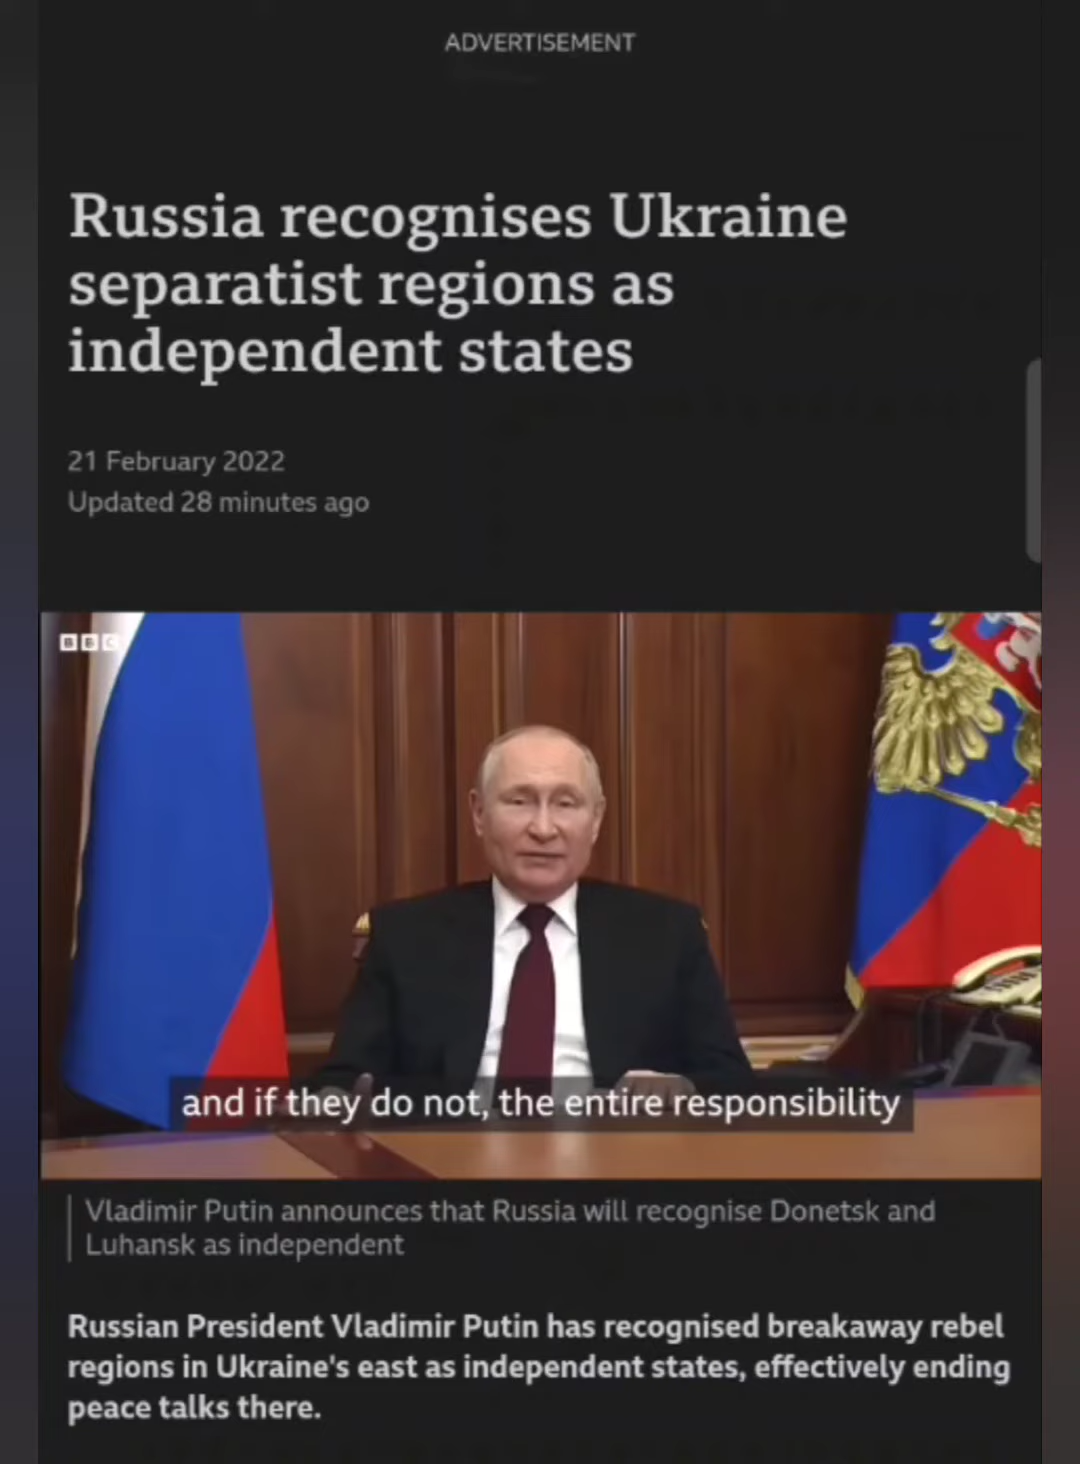 ADVERTISEMENT
Russia recognises Ukraine
separatist regions as
independent states
21 February 2022
Updated 28 minutes ago
BBC
and if they do not, the entire responsibility
Vladimir Putin announces that Russia will recognise Donetsk and
Luhansk as independent
Russian President Vladimir Putin has recognised breakaway rebel
regions in Ukraine's east as independent states, effectively ending
peace talks there.